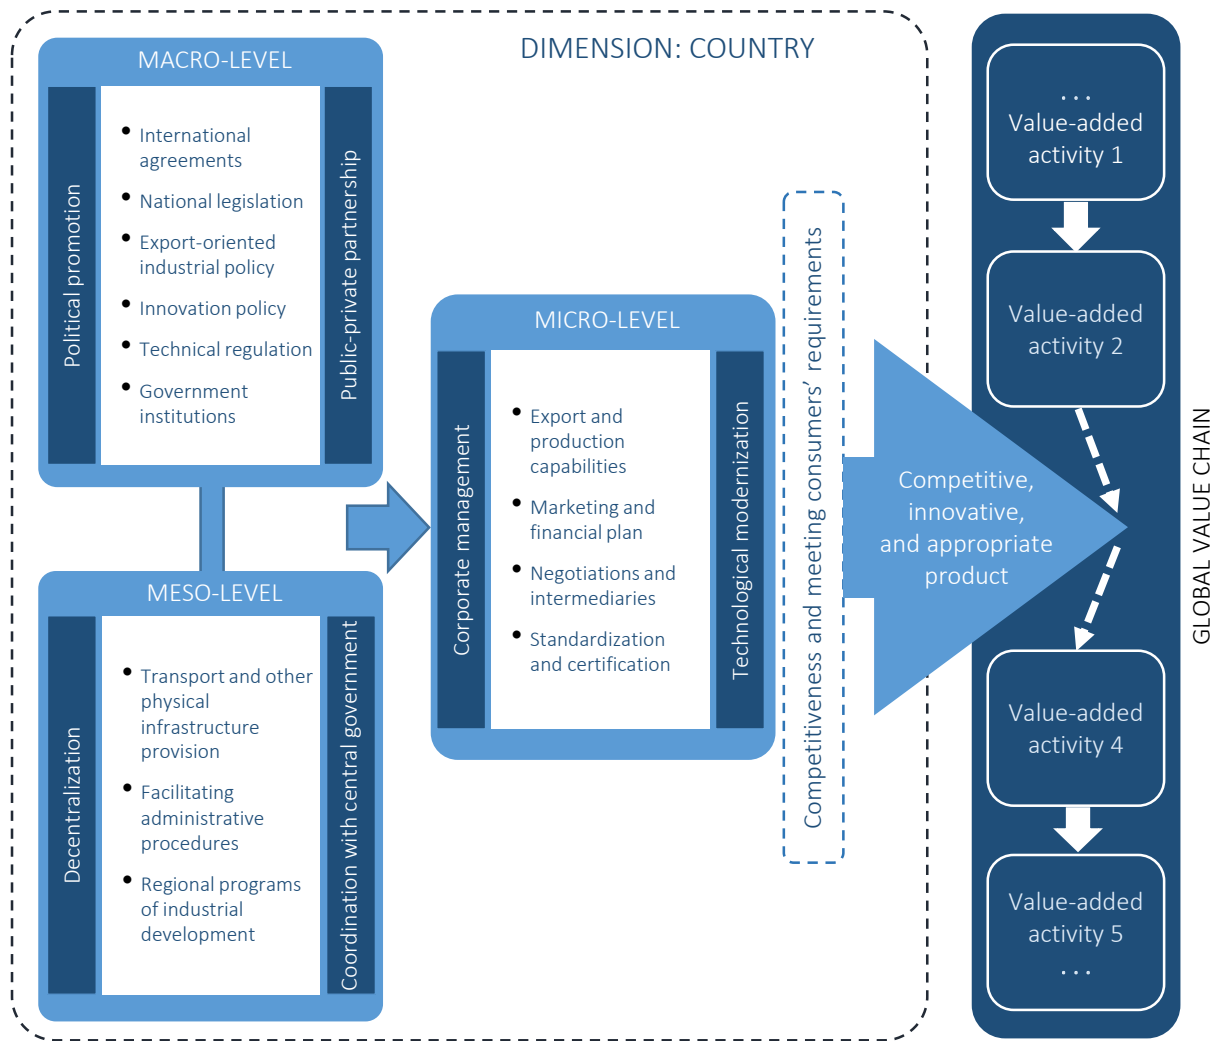 DIMENSION: COUNTRY
MACRO-LEVEL
Political promotion
• International
agreements
• National legislation
• Export-oriented
industrial policy
• Innovation policy
• Technical regulation
• Government
institutions
Public-private partnership
MESO-LEVEL
Decentralization
• Transport and other
physical
infrastructure
provision
• Facilitating
administrative
procedures
• Regional programs
of industrial
development
Coordination with central government
MICRO-LEVEL
Corporate management
• Export and
production
capabilities
• Marketing and
financial plan
• Negotiations and
intermediaries
• Standardization
and certification
Technological modernization
Competitiveness and meeting consumers’ requirements
Competitive,
innovative,
and appropriate
product
. . .
Value-added
activity 1
Value-added
activity 2
Value-added
activity 4
Value-added
activity 5
. . .
GLOBAL VALUE CHAIN